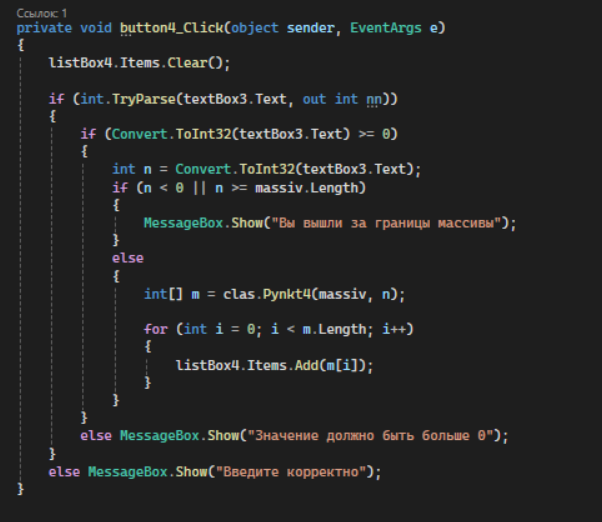 Ссылок: 1
private void button4_Click(object sender, EventArgs e)
{
    listBox4.Items.Clear();

    if (int.TryParse(textBox3.Text, out int nn))
    {
        if (Convert.ToInt32(textBox3.Text) >= 0)
        {
            int n = Convert.ToInt32(textBox3.Text);
            if (n < 0 || n >= massiv.Length)
            {
                MessageBox.Show("Вы вышли за границы массивы");
            }
            else
            {
                int[] m = clas.Pynkt4(massiv, n);

                for (int i = 0; i < m.Length; i++)
                {
                    listBox4.Items.Add(m[i]);
                }
            }
        }
        else MessageBox.Show("Значение должно быть больше 0");
    }
    else MessageBox.Show("Введите корректно");
}